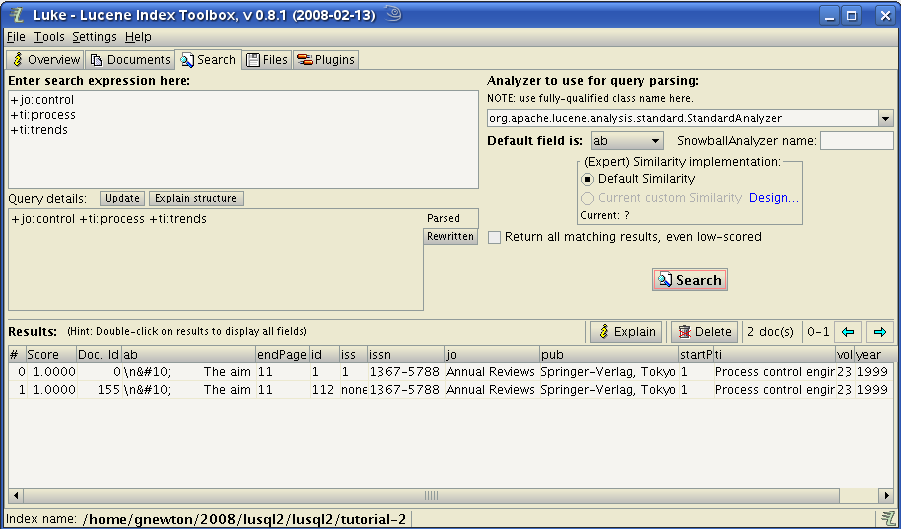 Luke - Lucene Index Toolbox, v 0.8.1 (2008-02-13)
File Tools Settings Help
Overview Documents Search Files Plugins
Enter search expression here:
+jo:control
+ti:process
+ti:trends
Analyzer to use for query parsing:
NOTE: use fully-qualified class name here.
org.apache.lucene.analysis.standard.StandardAnalyzer
Default field is: ab SnowballAnalyzer name:
(Expert) Similarity implementation:
Default Similarity
Current custom Similarity Design...
Current: ?
Return all matching results, even low-scored
Search
Query details: Update Explain structure
+jo:control +ti:process +ti:trends
Parsed
Rewritten
Results: (Hint: Double-click on results to display all fields) Explain Delete 2 doc(s) 0-1
# Score Doc. Id ab endPage id iss issn jo pub startP ti vol year
0 1.0000 0 \n&#10; The aim 11 1 1 1367-5788 Annual Reviews Springer-Verlag, Tokyo 1 Process control engir 23 1999
1 1.0000 155 \n&#10; The aim 11 112 none 1367-5788 Annual Reviews Springer-Verlag, Tokyo 1 Process control engir 23 1999
Index name: /home/gnewton/2008/lusql2/lusql2/tutorial-2